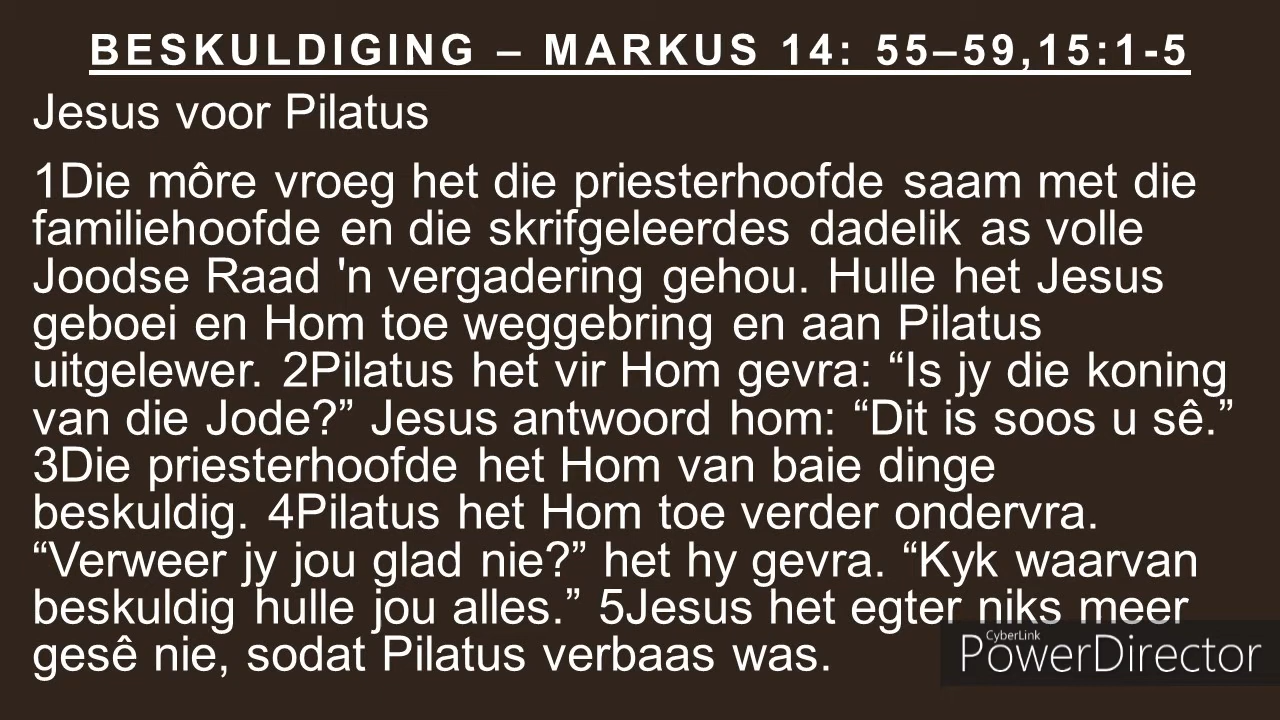 BESKULDIGING – MARKUS 14: 55–59,15:1-5
Jesus voor Pilatus
1Die môre vroeg het die priesterhoofde saam met die
familiehoofde en die skrifgeleerdes dadelik as volle
Joodse Raad 'n vergadering gehou. Hulle het Jesus
geboei en Hom toe weggebring en aan Pilatus
uitgelewer. 2Pilatus het vir Hom gevra: “Is jy die koning
van die Jode?” Jesus antwoord hom: “Dit is soos u sê.”
3Die priesterhoofde het Hom van baie dinge
beskuldig. 4Pilatus het Hom toe verder ondervra.
“Verweer jy jou glad nie?” het hy gevra. “Kyk waarvan
beskuldig hulle jou alles.” 5Jesus het egter niks meer
gesê nie, sodat Pilatus verbaas was.
CyberLink
PowerDirector